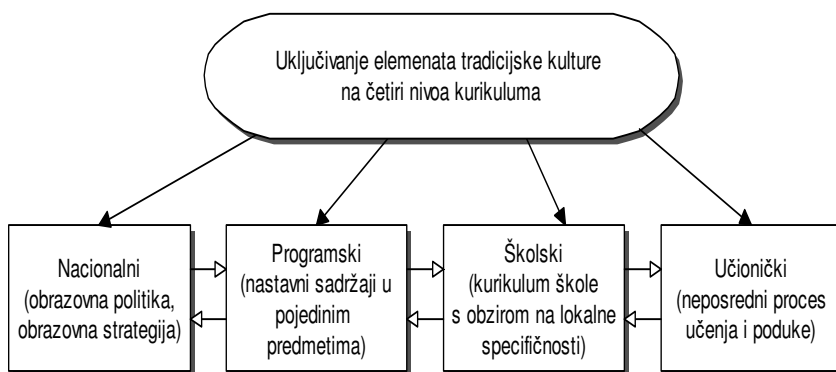 Uključivanje elemenata tradicijske kulture
na četiri nivoa kurikuluma
Nacionalni
(obrazovna politika,
obrazovna strategija)
Programski
(nastavni sadržaji u
pojedinim
predmetima)
Školski
(kurikulum škole
s obzirom na lokalne
specifičnosti)
Učionički
(neposredni proces
učenja i poduke)